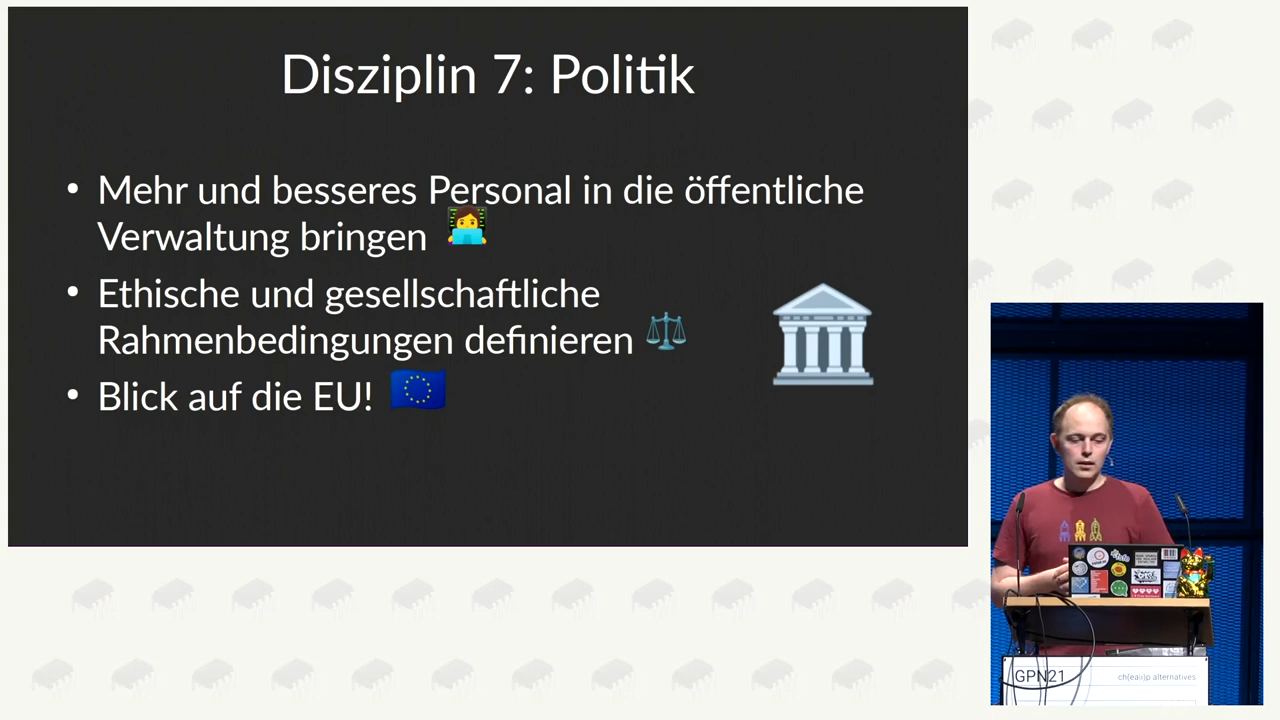 Disziplin 7: Politik
• Mehr und besseres Personal in die öffentliche
Verwaltung bringen
• Ethische und gesellschaftliche
Rahmenbedingungen definieren
• Blick auf die EU!
GPN21
ch(eai)p alternatives